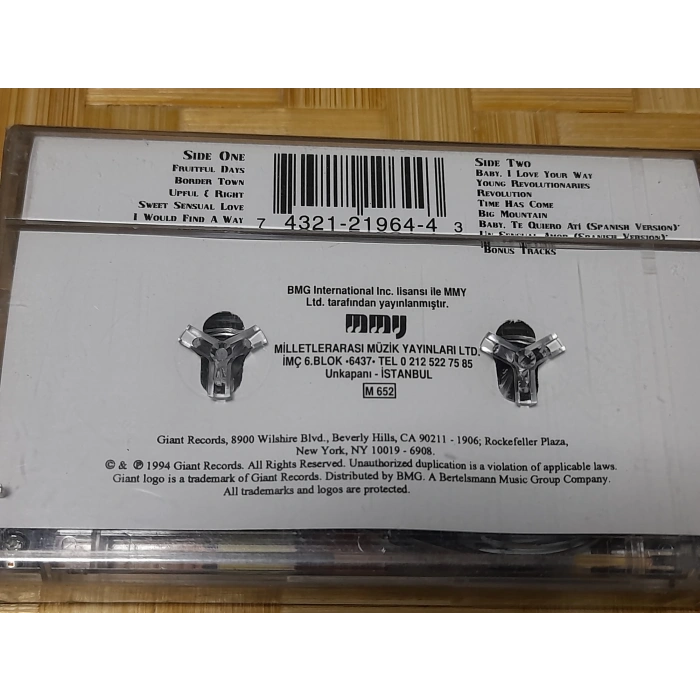 SIDE ONE
FRUITFUL DAYS
BORDER TOWN
UPFUL & RIGHT
SWEET SENSUAL LOVE
I WOULD FIND A WAY
7 4321-21964-4 3
SIDE TWO
BABY, I LOVE YOUR WAY
YOUNG REVOLUTIONARIES
REVOLUTION
TIME HAS COME
BIG MOUNTAIN
BABY, TE QUIERO ATI (SPANISH VERSION)*
UN SENSUAL AMOR (SPANISH VERSION)*
*BONUS TRACKS
BMG International Inc. lisansı ile MMY
Ltd. tarafından yayınlanmıştır.
mmy
MİLLETLERARASI MÜZİK YAYINLARI LTD.
İMÇ 6.BLOK •6437• TEL 0 212 522 75 85
Unkapanı - İSTANBUL
M 652
Giant Records, 8900 Wilshire Blvd., Beverly Hills, CA 90211 - 1906; Rockefeller Plaza,
New York, NY 10019 - 6908.
© & ℗ 1994 Giant Records. All Rights Reserved. Unauthorized duplication is a violation of applicable laws.
Giant logo is a trademark of Giant Records. Distributed by BMG. A Bertelsmann Music Group Company.
All trademarks and logos are protected.